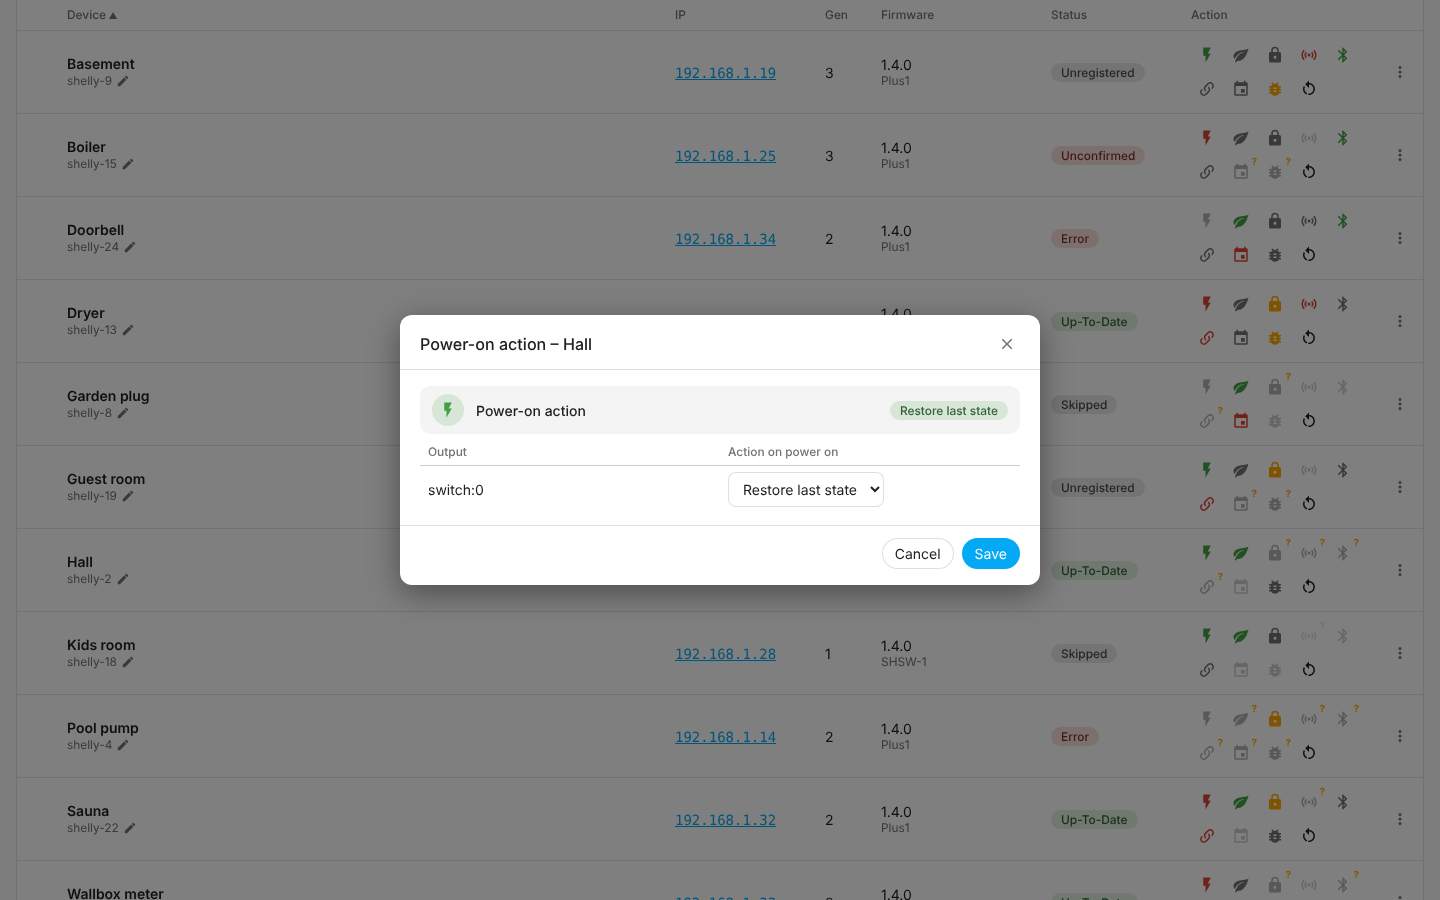 Device ▲ IP Gen Firmware Status Action
Basement
shelly-9
192.168.1.19 3 1.4.0
Plus1
Unregistered
Boiler
shelly-15
192.168.1.25 3 1.4.0
Plus1
Unconfirmed
? ?
Doorbell
shelly-24
192.168.1.34 2 1.4.0
Plus1
Error
Dryer
shelly-13
1.4.0
Up-To-Date
Power-on action – Hall
Power-on action
Restore last state
Output Action on power on
switch:0 Restore last state
Cancel Save
Garden plug
shelly-8
Skipped
?
?
Guest room
shelly-19
Unregistered
? ?
Hall
shelly-2
Up-To-Date
? ? ?
?
Kids room
shelly-18
192.168.1.28 1 1.4.0
SHSW-1
Skipped
?
Pool pump
shelly-4
192.168.1.14 2 1.4.0
Plus1
Error
? ? ?
? ? ?
Sauna
shelly-22
192.168.1.32 2 1.4.0
Plus1
Up-To-Date
?
Wallbox meter
1.4.0
? ?